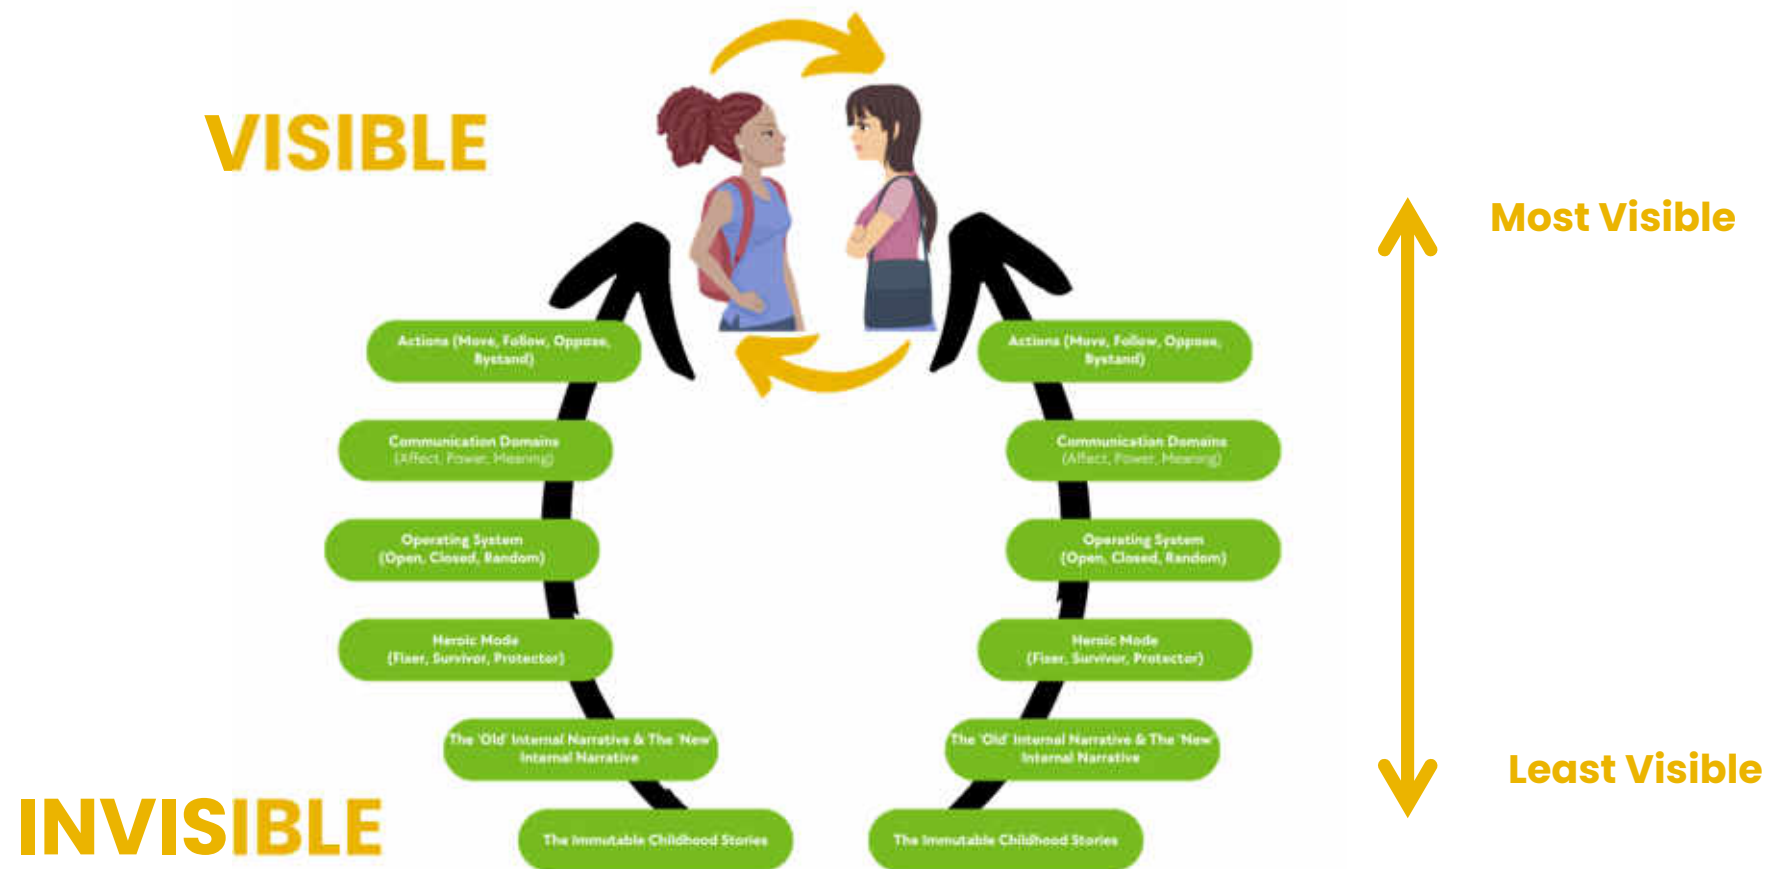 VISIBLE
Most Visible
Actions (Move, Follow, Oppose,
Bystand)
Actions (Move, Follow, Oppose,
Bystand)
Communication Domains
(Affect, Power, Meaning)
Communication Domains
(Affect, Power, Meaning)
Operating System
(Open, Closed, Random)
Operating System
(Open, Closed, Random)
Heroic Mode
(Fixer, Survivor, Protector)
Heroic Mode
(Fixer, Survivor, Protector)
The 'Old' Internal Narrative & The 'New'
Internal Narrative
The 'Old' Internal Narrative & The 'New'
Internal Narrative
Least Visible
INVISIBLE
The Immutable Childhood Stories
The Immutable Childhood Stories